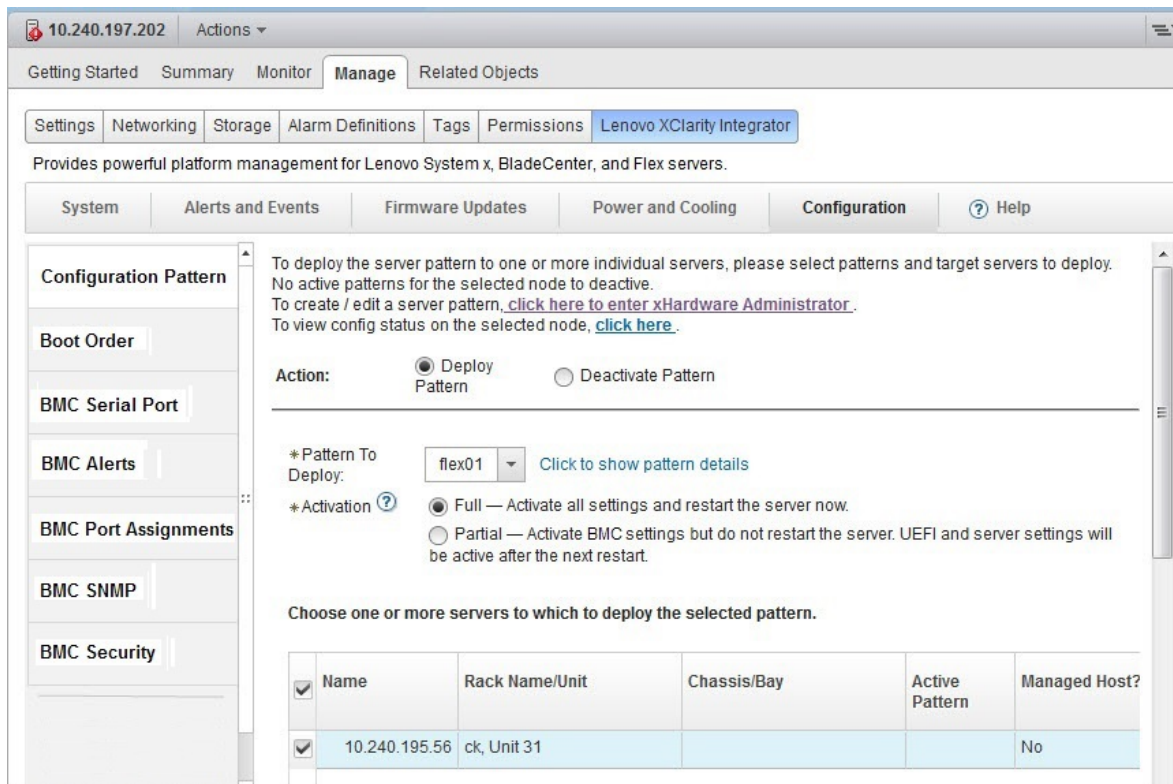 10.240.197.202 Actions
Getting Started Summary Monitor Manage Related Objects
Settings Networking Storage Alarm Definitions Tags Permissions Lenovo XClarity Integrator
Provides powerful platform management for Lenovo System x, BladeCenter, and Flex servers.
System Alerts and Events Firmware Updates Power and Cooling Configuration ? Help
Configuration Pattern
Boot Order
BMC Serial Port
BMC Alerts
BMC Port Assignments
BMC SNMP
BMC Security
To deploy the server pattern to one or more individual servers, please select patterns and target servers to deploy.
No active patterns for the selected node to deactive.
To create / edit a server pattern, click here to enter xHardware Administrator .
To view config status on the selected node, click here .
Action: Deploy Pattern Deactivate Pattern
*Pattern To Deploy: flex01 Click to show pattern details
*Activation ? Full — Activate all settings and restart the server now.
Partial — Activate BMC settings but do not restart the server. UEFI and server settings will
be active after the next restart.
Choose one or more servers to which to deploy the selected pattern.
Name Rack Name/Unit Chassis/Bay Active Pattern Managed Host?
10.240.195.56 ck, Unit 31 No